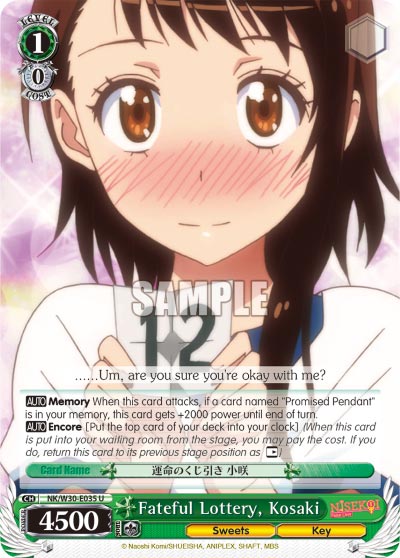 LEVEL
1
0
COST
SAMPLE
12
……Um, are you sure you're okay with me?
AUTO Memory When this card attacks, if a card named "Promised Pendant"
is in your memory, this card gets +2000 power until end of turn.
AUTO Encore [Put the top card of your deck into your clock] (When this card
is put into your waiting room from the stage, you may pay the cost. If you
do, return this card to its previous stage position as
Card Name 運命のくじ引き 小咲
CH NK/W30-E035 U
POWER 4500 SOUL Fateful Lottery, Kosaki NISEKOI
Sweets Key
© Naoshi Komi/SHUEISHA, ANIPLEX, SHAFT, MBS